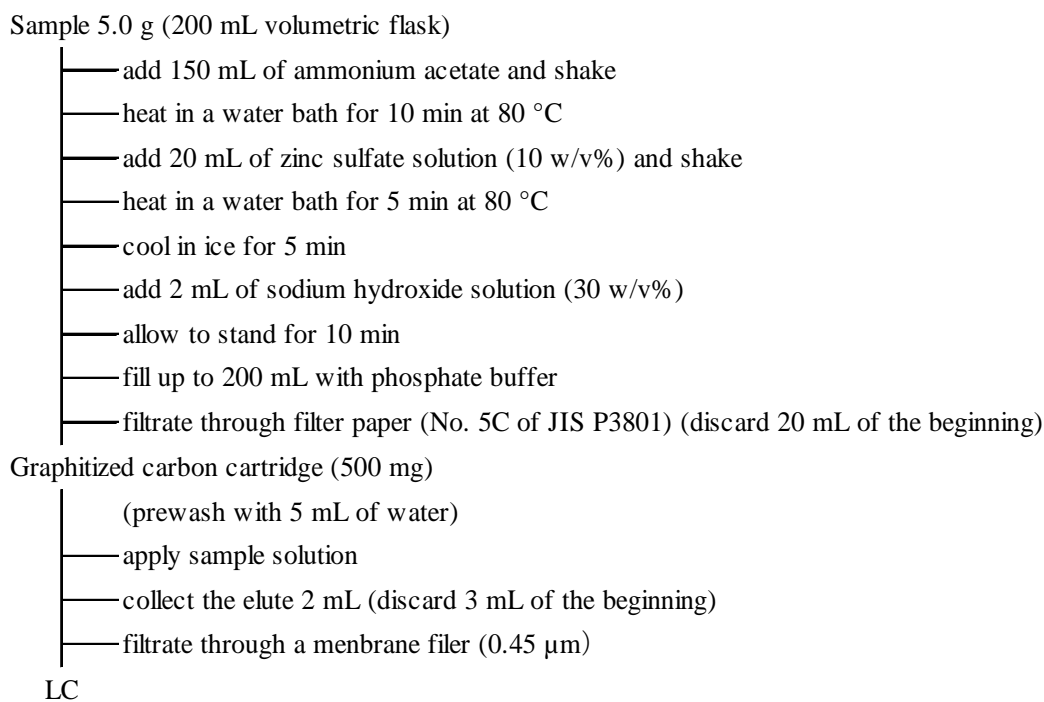 Sample 5.0 g (200 mL volumetric flask)
add 150 mL of ammonium acetate and shake
heat in a water bath for 10 min at 80 °C
add 20 mL of zinc sulfate solution (10 w/v%) and shake
heat in a water bath for 5 min at 80 °C
cool in ice for 5 min
add 2 mL of sodium hydroxide solution (30 w/v%)
allow to stand for 10 min
fill up to 200 mL with phosphate buffer
filtrate through filter paper (No. 5C of JIS P3801) (discard 20 mL of the beginning)
Graphitized carbon cartridge (500 mg)
(prewash with 5 mL of water)
apply sample solution
collect the elute 2 mL (discard 3 mL of the beginning)
filtrate through a menbrane filer (0.45 µm）
LC